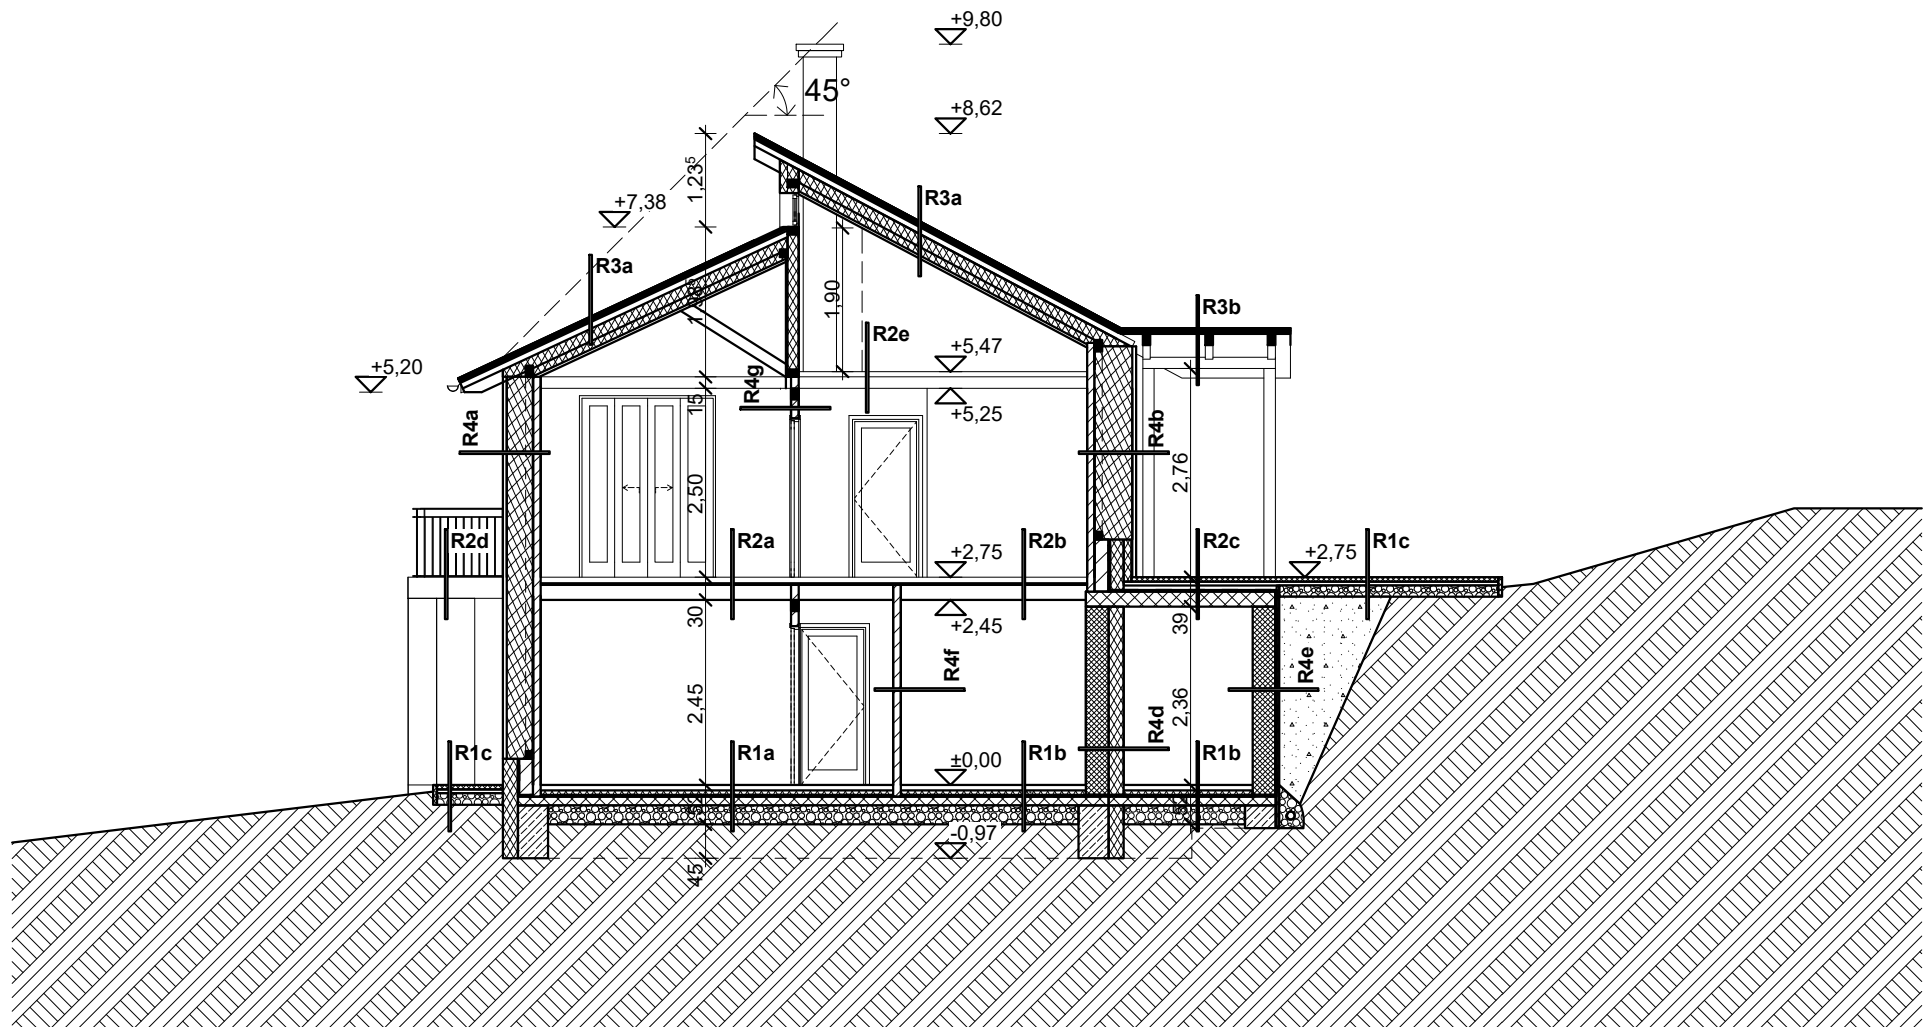 +9,80
45°
+8,62
1,23⁵
R3a
+7,38
R3a
1,90
R3b
R2e
+5,47
+5,20
R4g
15
+5,25
R4a
R4b
2,76
2,50
R2d
R2a
R2b
R2c
R1c
+2,75
+2,75
30
+2,45
39
R4f
R4e
2,45
2,36
R4d
R1c
R1a
R1b
R1b
±0,00
52
-0,97
45